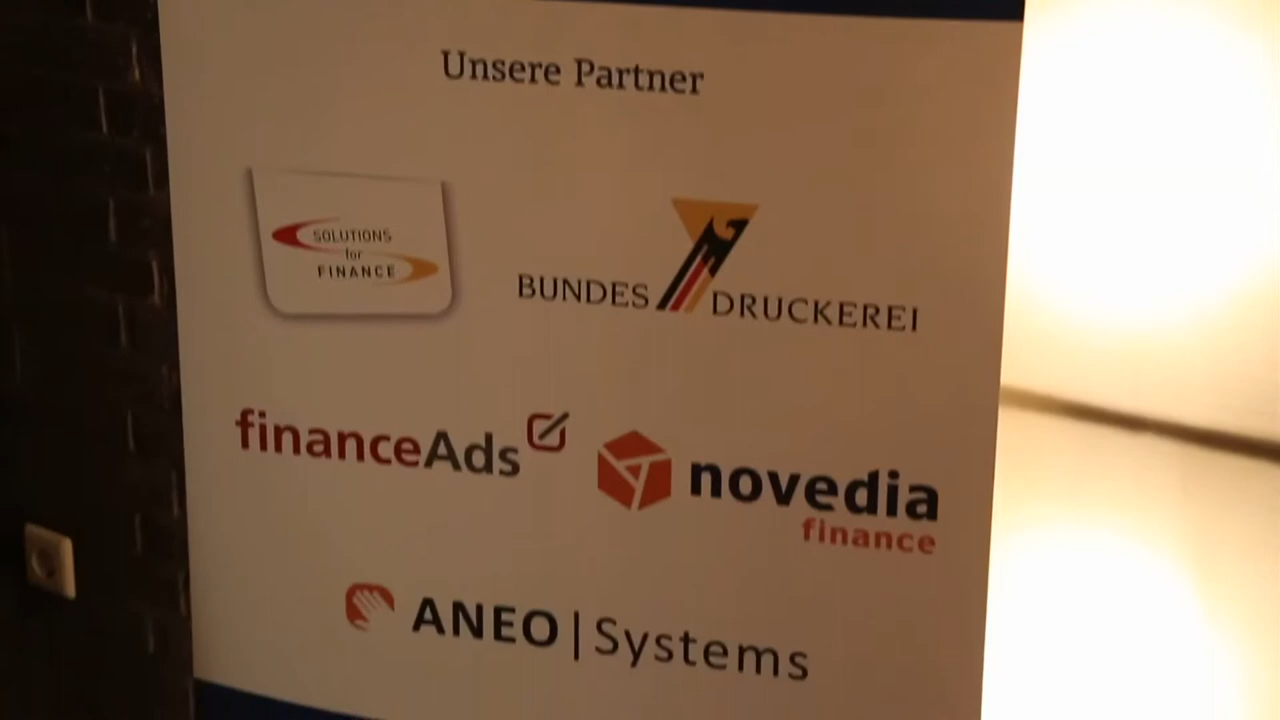 Unsere Partner
SOLUTIONS
for
FINANCE
BUNDESDRUCKEREI
financeAds
novedia
finance
ANEO|Systems